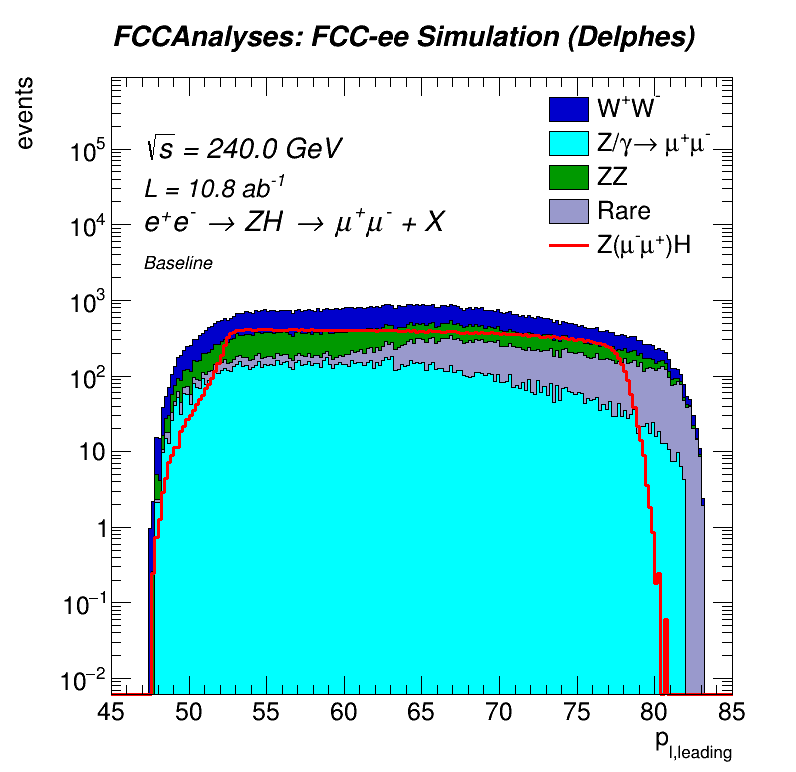 FCCAnalyses: FCC-ee Simulation (Delphes)
events
√s = 240.0 GeV
L = 10.8 ab⁻¹
e⁺e⁻ → ZH → μ⁺μ⁻ + X
Baseline
W⁺W⁻
Z/γ→ μ⁺μ⁻
ZZ
Rare
Z(μ⁻μ⁺)H
10⁵
10⁴
10³
10²
10
1
10⁻¹
10⁻²
45 50 55 60 65 70 75 80 85
p_l,leading